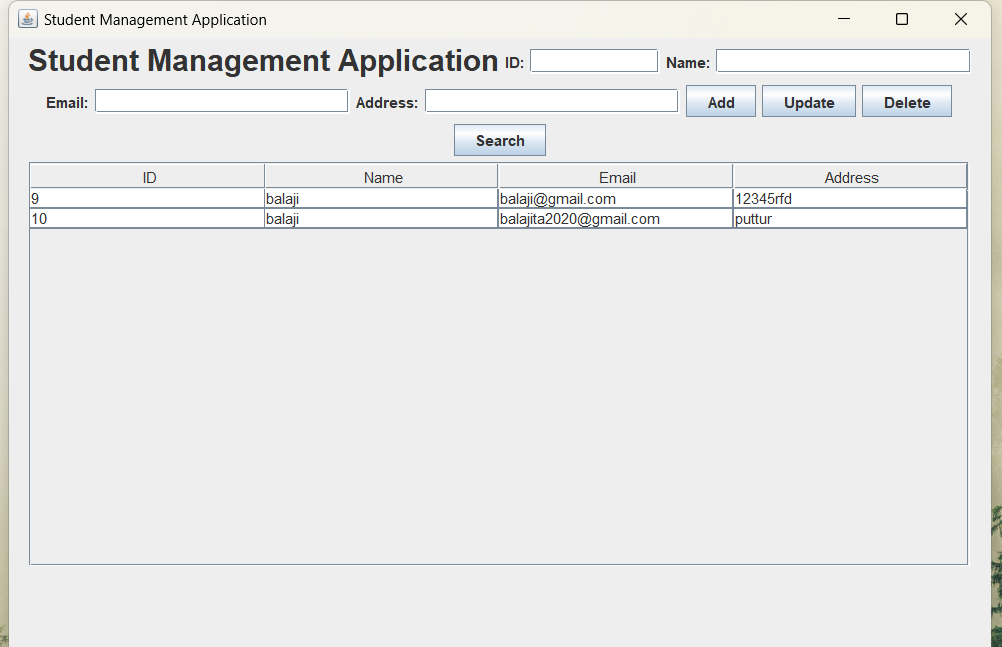 Student Management Application
Student Management Application ID: Name:
Email: Address: Add Update Delete
Search
ID Name Email Address
9 balaji balaji@gmail.com 12345rfd
10 balaji balajita2020@gmail.com puttur